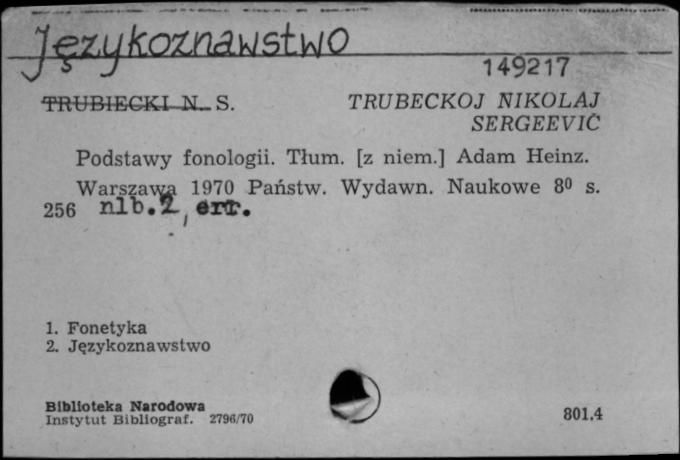 Językoznawstwo
149217
TRUBIECKI N. S. TRUBECKOJ NIKOLAJ
SERGEEVIČ
Podstawy fonologii. Tłum. [z niem.] Adam Heinz.
Warszawa 1970 Państw. Wydawn. Naukowe 8⁰ s.
256 nlb.2, err.
1. Fonetyka
2. Językoznawstwo
Biblioteka Narodowa
Instytut Bibliograf. 2796/70
801.4